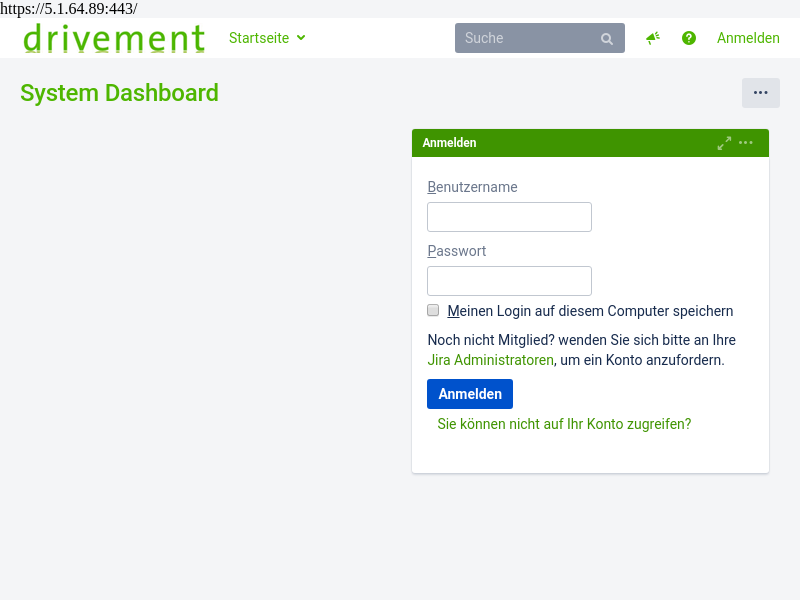 https://5.1.64.89:443/
drivement
Startseite
Suche
Anmelden
System Dashboard
Anmelden
Benutzername
Passwort
Meinen Login auf diesem Computer speichern
Noch nicht Mitglied? wenden Sie sich bitte an Ihre
Jira Administratoren, um ein Konto anzufordern.
Anmelden
Sie können nicht auf Ihr Konto zugreifen?